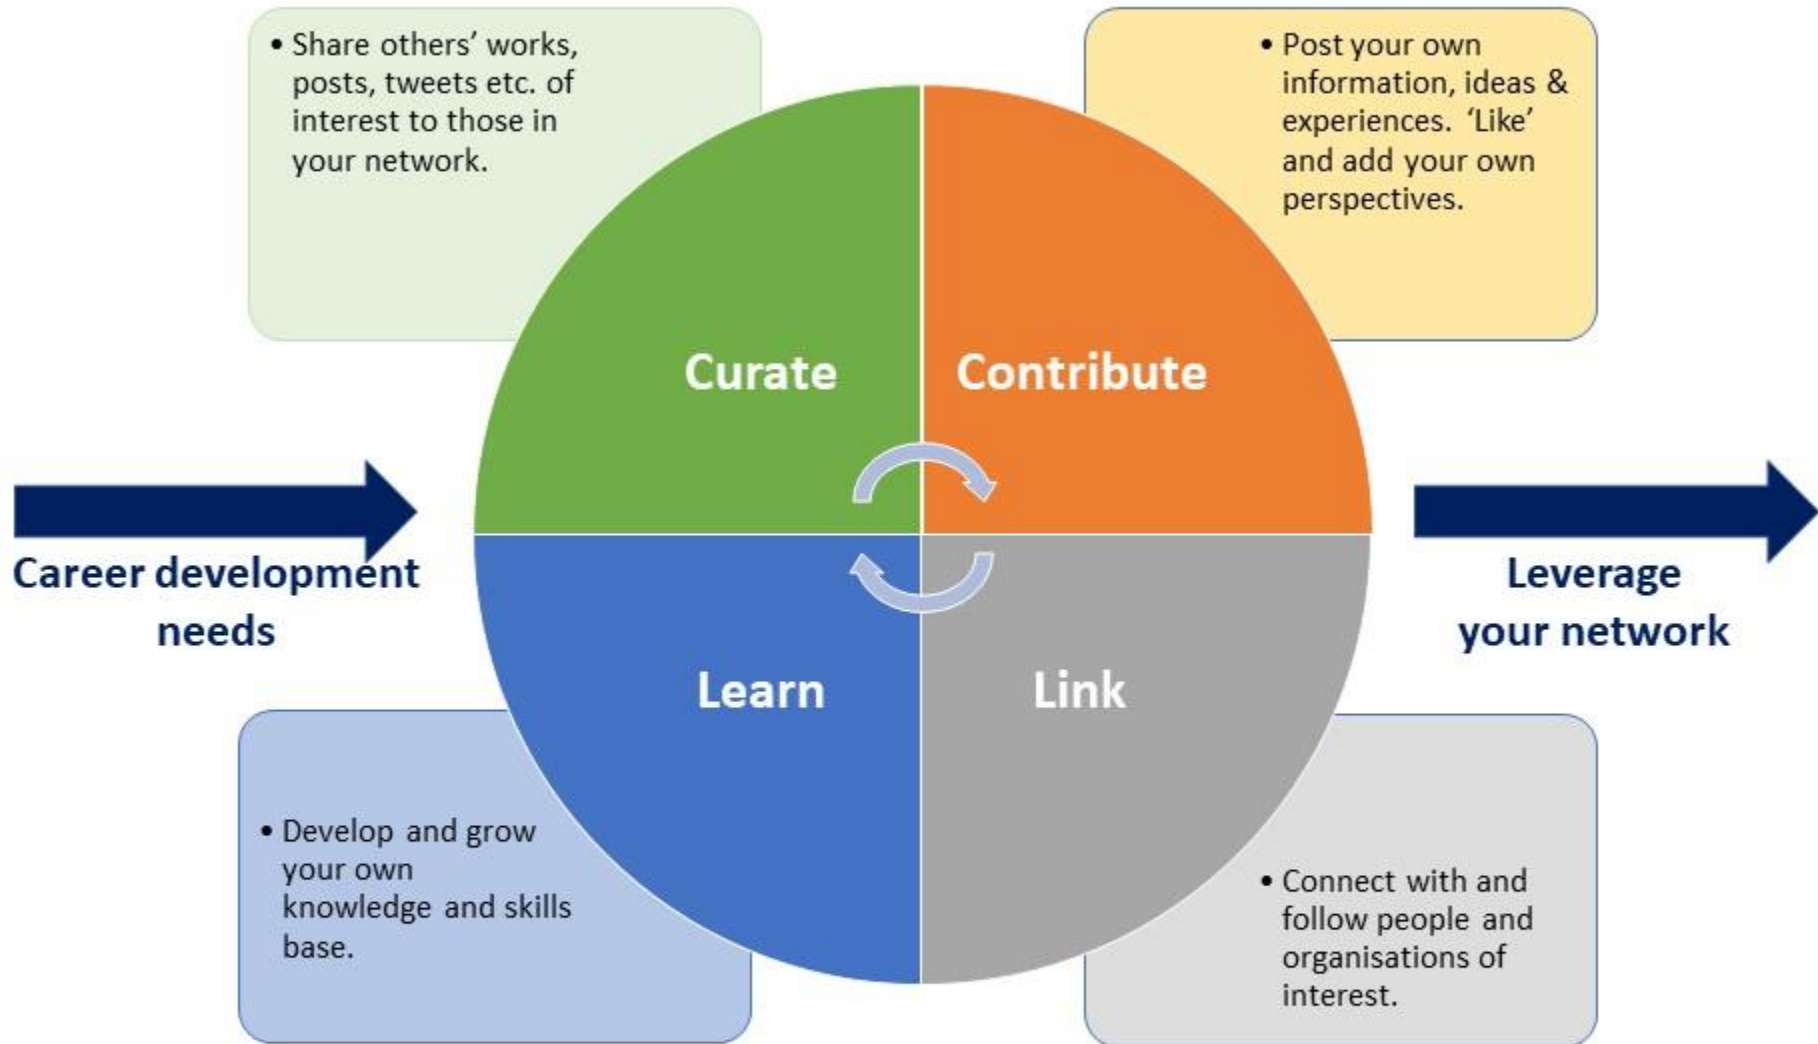 • Share others’ works,
posts, tweets etc. of
interest to those in
your network.
• Post your own
information, ideas &
experiences. ‘Like’
and add your own
perspectives.
Curate
Contribute
Career development
needs
Leverage
your network
Learn
Link
• Develop and grow
your own
knowledge and skills
base.
• Connect with and
follow people and
organisations of
interest.